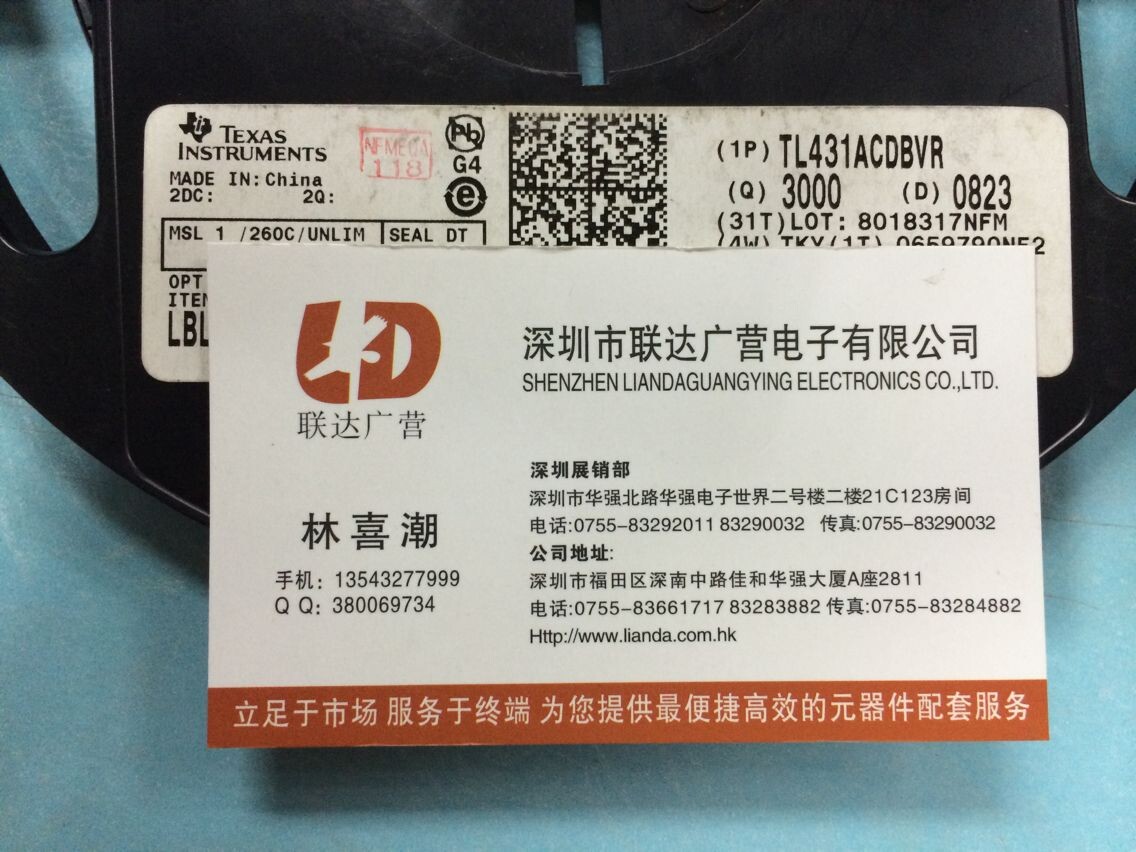 TEXAS
INSTRUMENTS
MADE IN: China
2DC: 2Q:
118
Pb
G4
e
(1P) TL431ACDBVR
(Q) 3000 (D) 0823
(31T)LOT: 8018317NFM
(4W) TKY(1T)
MSL 1 /260C/UNLIM SEAL DT
OPT
LBL
LD
联达广营
深圳市联达广营电子有限公司
SHENZHEN LIANDAGUANGYING ELECTRONICS CO.,LTD.
林喜潮
手机: 13543277999
Q Q: 380069734
深圳展销部
深圳市华强北路华强电子世界二号楼二楼21C123房间
电话:0755-83292011 83290032 传真:0755-83290032
公司地址:
深圳市福田区深南中路佳和华强大厦A座2811
电话:0755-83661717 83283882 传真:0755-83284882
Http://www.lianda.com.hk
立足于市场 服务于终端 为您提供最便捷高效的元器件配套服务